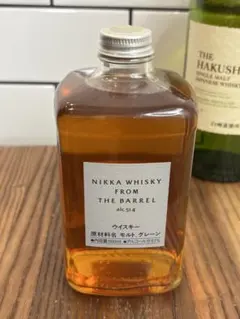 THE
HAKUSH
SINGLE MALT
JAPANESE WHISKY
NIKKA WHISKY
FROM
THE BARREL
alc. 51.4
ウイスキー
原材料名 モルト、グレーン